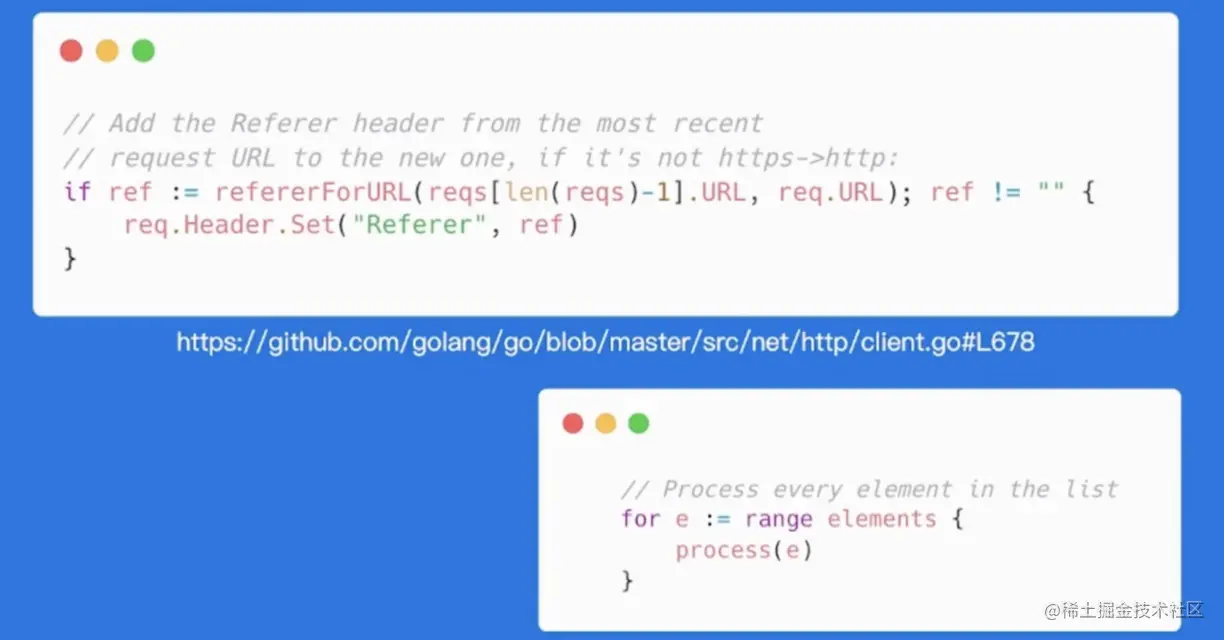 // Add the Referer header from the most recent
// request URL to the new one, if it's not https->http:
if ref := refererForURL(reqs[len(reqs)-1].URL, req.URL); ref != "" {
    req.Header.Set("Referer", ref)
}
https://github.com/golang/go/blob/master/src/net/http/client.go#L678
// Process every element in the list
for e := range elements {
    process(e)
}
@稀土掘金技术社区